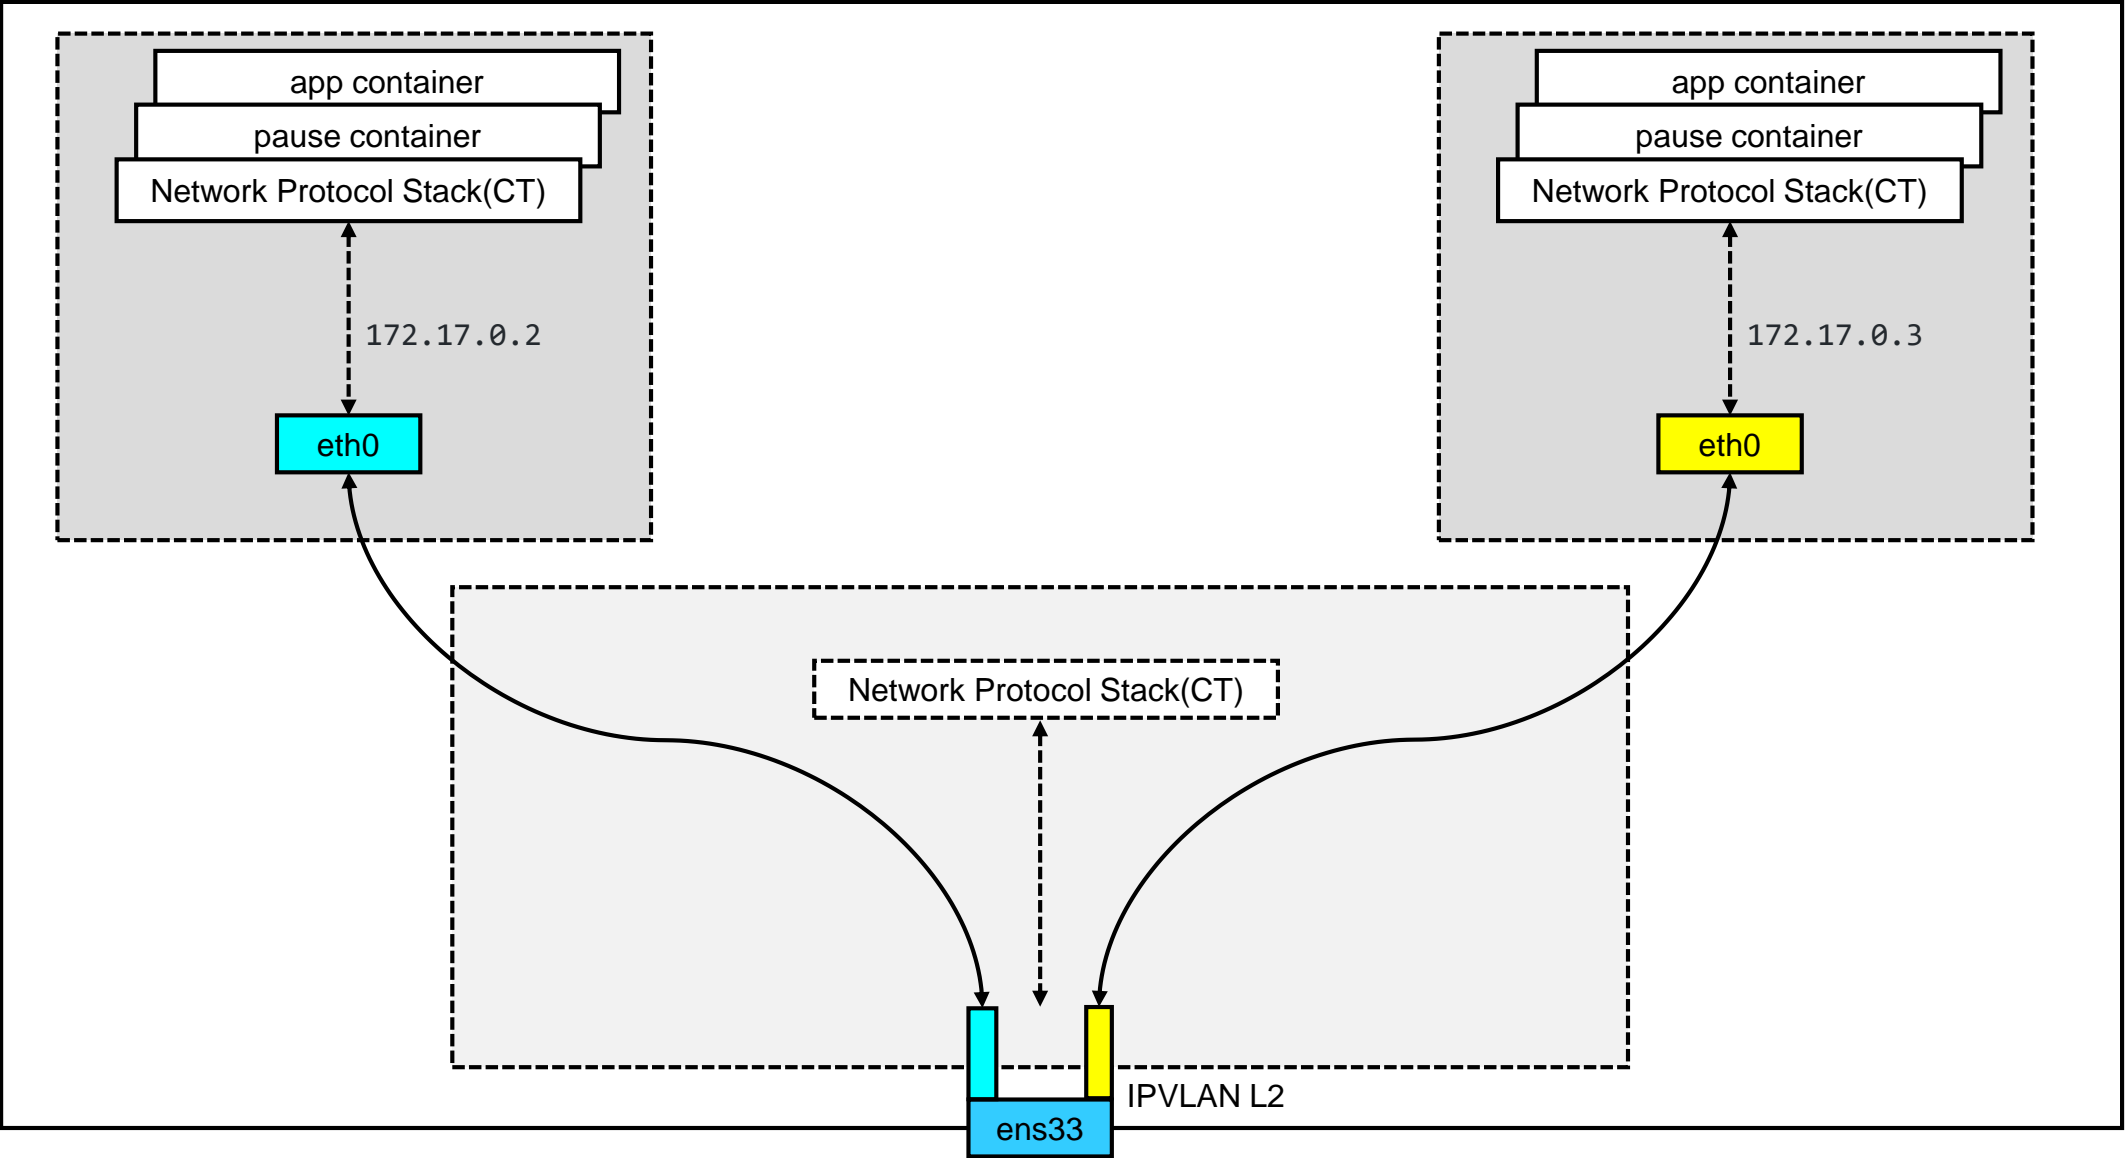 app container
pause container
Network Protocol Stack(CT)
172.17.0.2
eth0
app container
pause container
Network Protocol Stack(CT)
172.17.0.3
eth0
Network Protocol Stack(CT)
IPVLAN L2
ens33